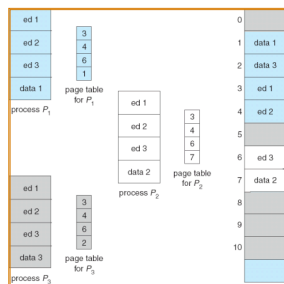 ed 1
ed 2
ed 3
data 1
process P1
3
4
6
1
page table
for P1
ed 1
ed 2
ed 3
data 2
process P2
3
4
6
7
page table
for P2
ed 1
ed 2
ed 3
data 3
process P3
3
4
6
2
page table
for P3
0
1 data 1
2 data 3
3 ed 1
4 ed 2
5
6 ed 3
7 data 2
8
9
10